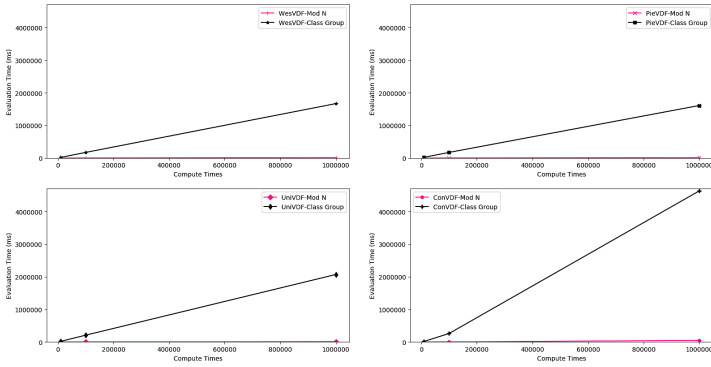 WesVDF-Mod N
WesVDF-Class Group
4000000
3000000
2000000
1000000
0
Evaluation Time (ms)
0 200000 400000 600000 800000 1000000
Compute Times
PieVDF-Mod N
PieVDF-Class Group
4000000
3000000
2000000
1000000
0
Evaluation Time (ms)
0 200000 400000 600000 800000 1000000
Compute Times
UniVDF-Mod N
UniVDF-Class Group
4000000
3000000
2000000
1000000
0
Evaluation Time (ms)
0 200000 400000 600000 800000 1000000
Compute Times
ConVDF-Mod N
ConVDF-Class Group
4000000
3000000
2000000
1000000
0
Evaluation Time (ms)
0 200000 400000 600000 800000 1000000
Compute Times